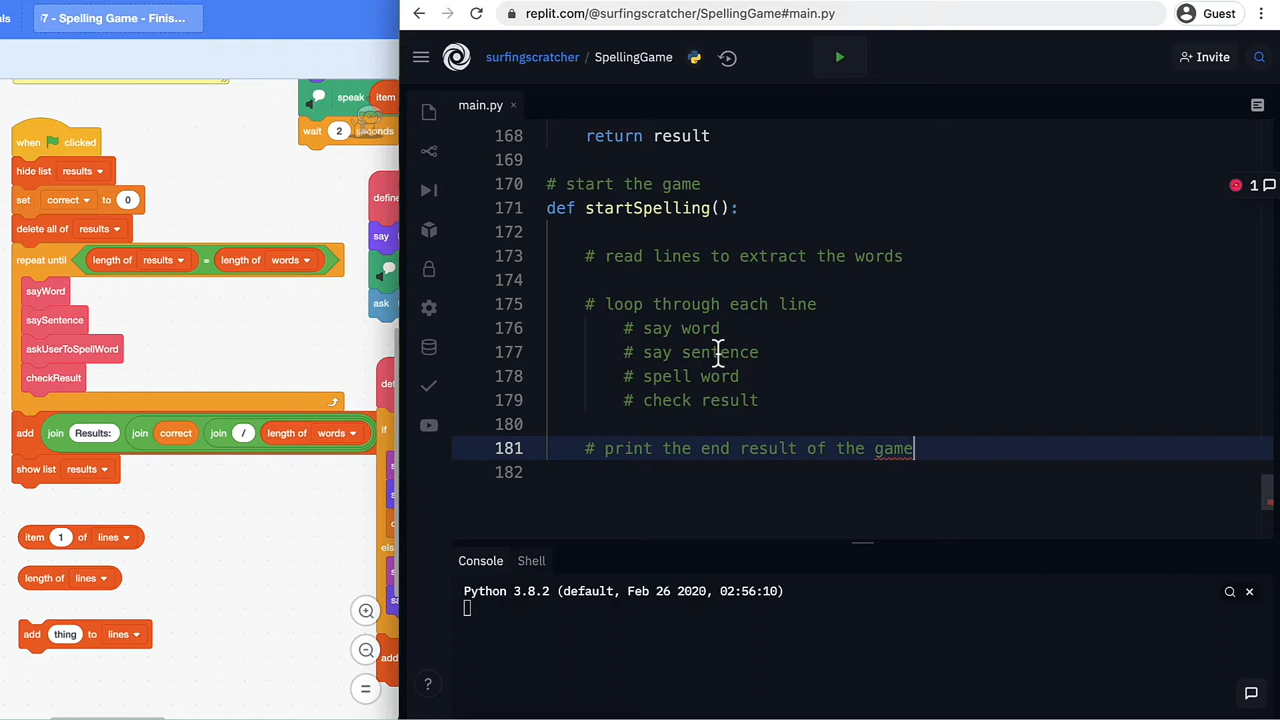 7 - Spelling Game - Finis...
replit.com/@surfingscratcher/SpellingGame#main.py
Guest
surfingscratcher / SpellingGame
Invite
main.py ×
when clicked
hide list results
set correct to 0
delete all of results
repeat until length of results = length of words
sayWord
saySentence
askUserToSpellWord
checkResult
add join Results: join correct join / length of words
show list results
item 1 of lines
length of lines
add thing to lines
speak item
wait 2 seconds
define
say
ask
def
if
els
sa
add
168 return result
169
170 # start the game
171 def startSpelling():
172
173 # read lines to extract the words
174
175 # loop through each line
176 # say word
177 # say sentence
178 # spell word
179 # check result
180
181 # print the end result of the game
182
1
Console Shell
Python 3.8.2 (default, Feb 26 2020, 02:56:10)
?